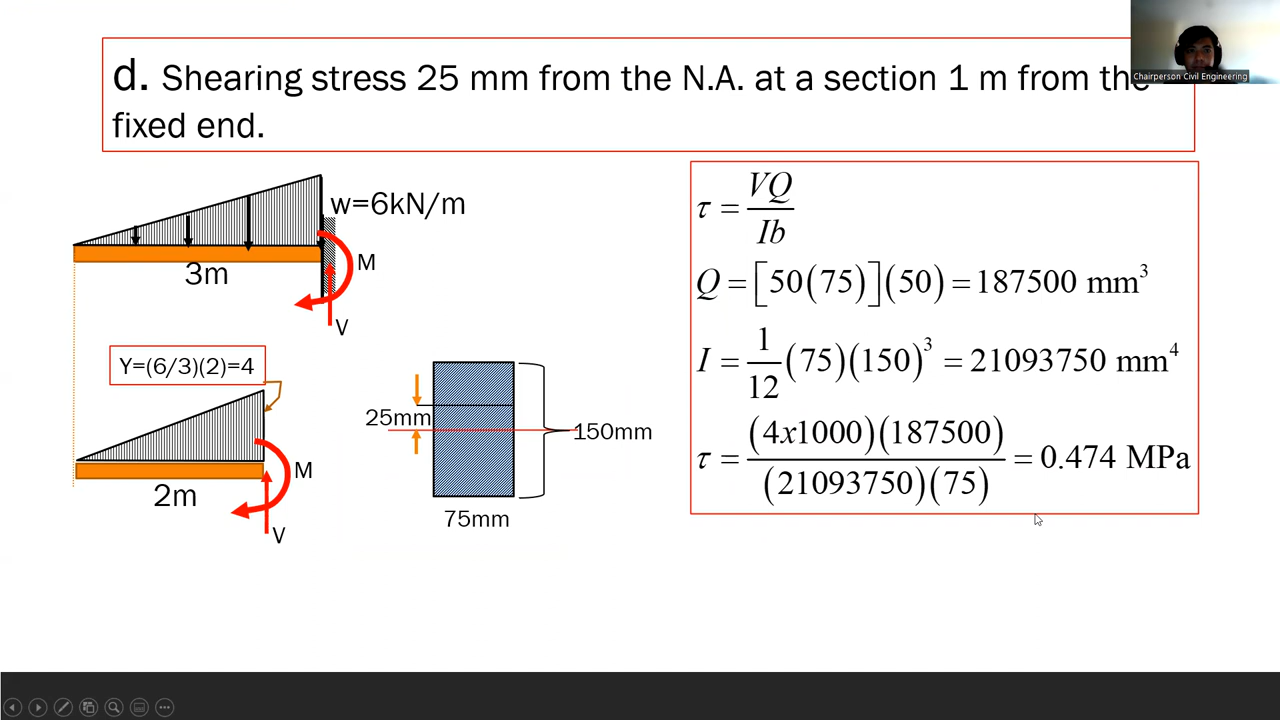 d. Shearing stress 25 mm from the N.A. at a section 1 m from the
fixed end.
Chairperson Civil Engineering
w=6kN/m
M
3m
V
Y=(6/3)(2)=4
M
2m
V
25mm
150mm
75mm
τ = VQ / Ib
Q = [50(75)](50) = 187500 mm³
I = 1/12 (75)(150)³ = 21093750 mm⁴
τ = (4x1000)(187500) / (21093750)(75) = 0.474 MPa